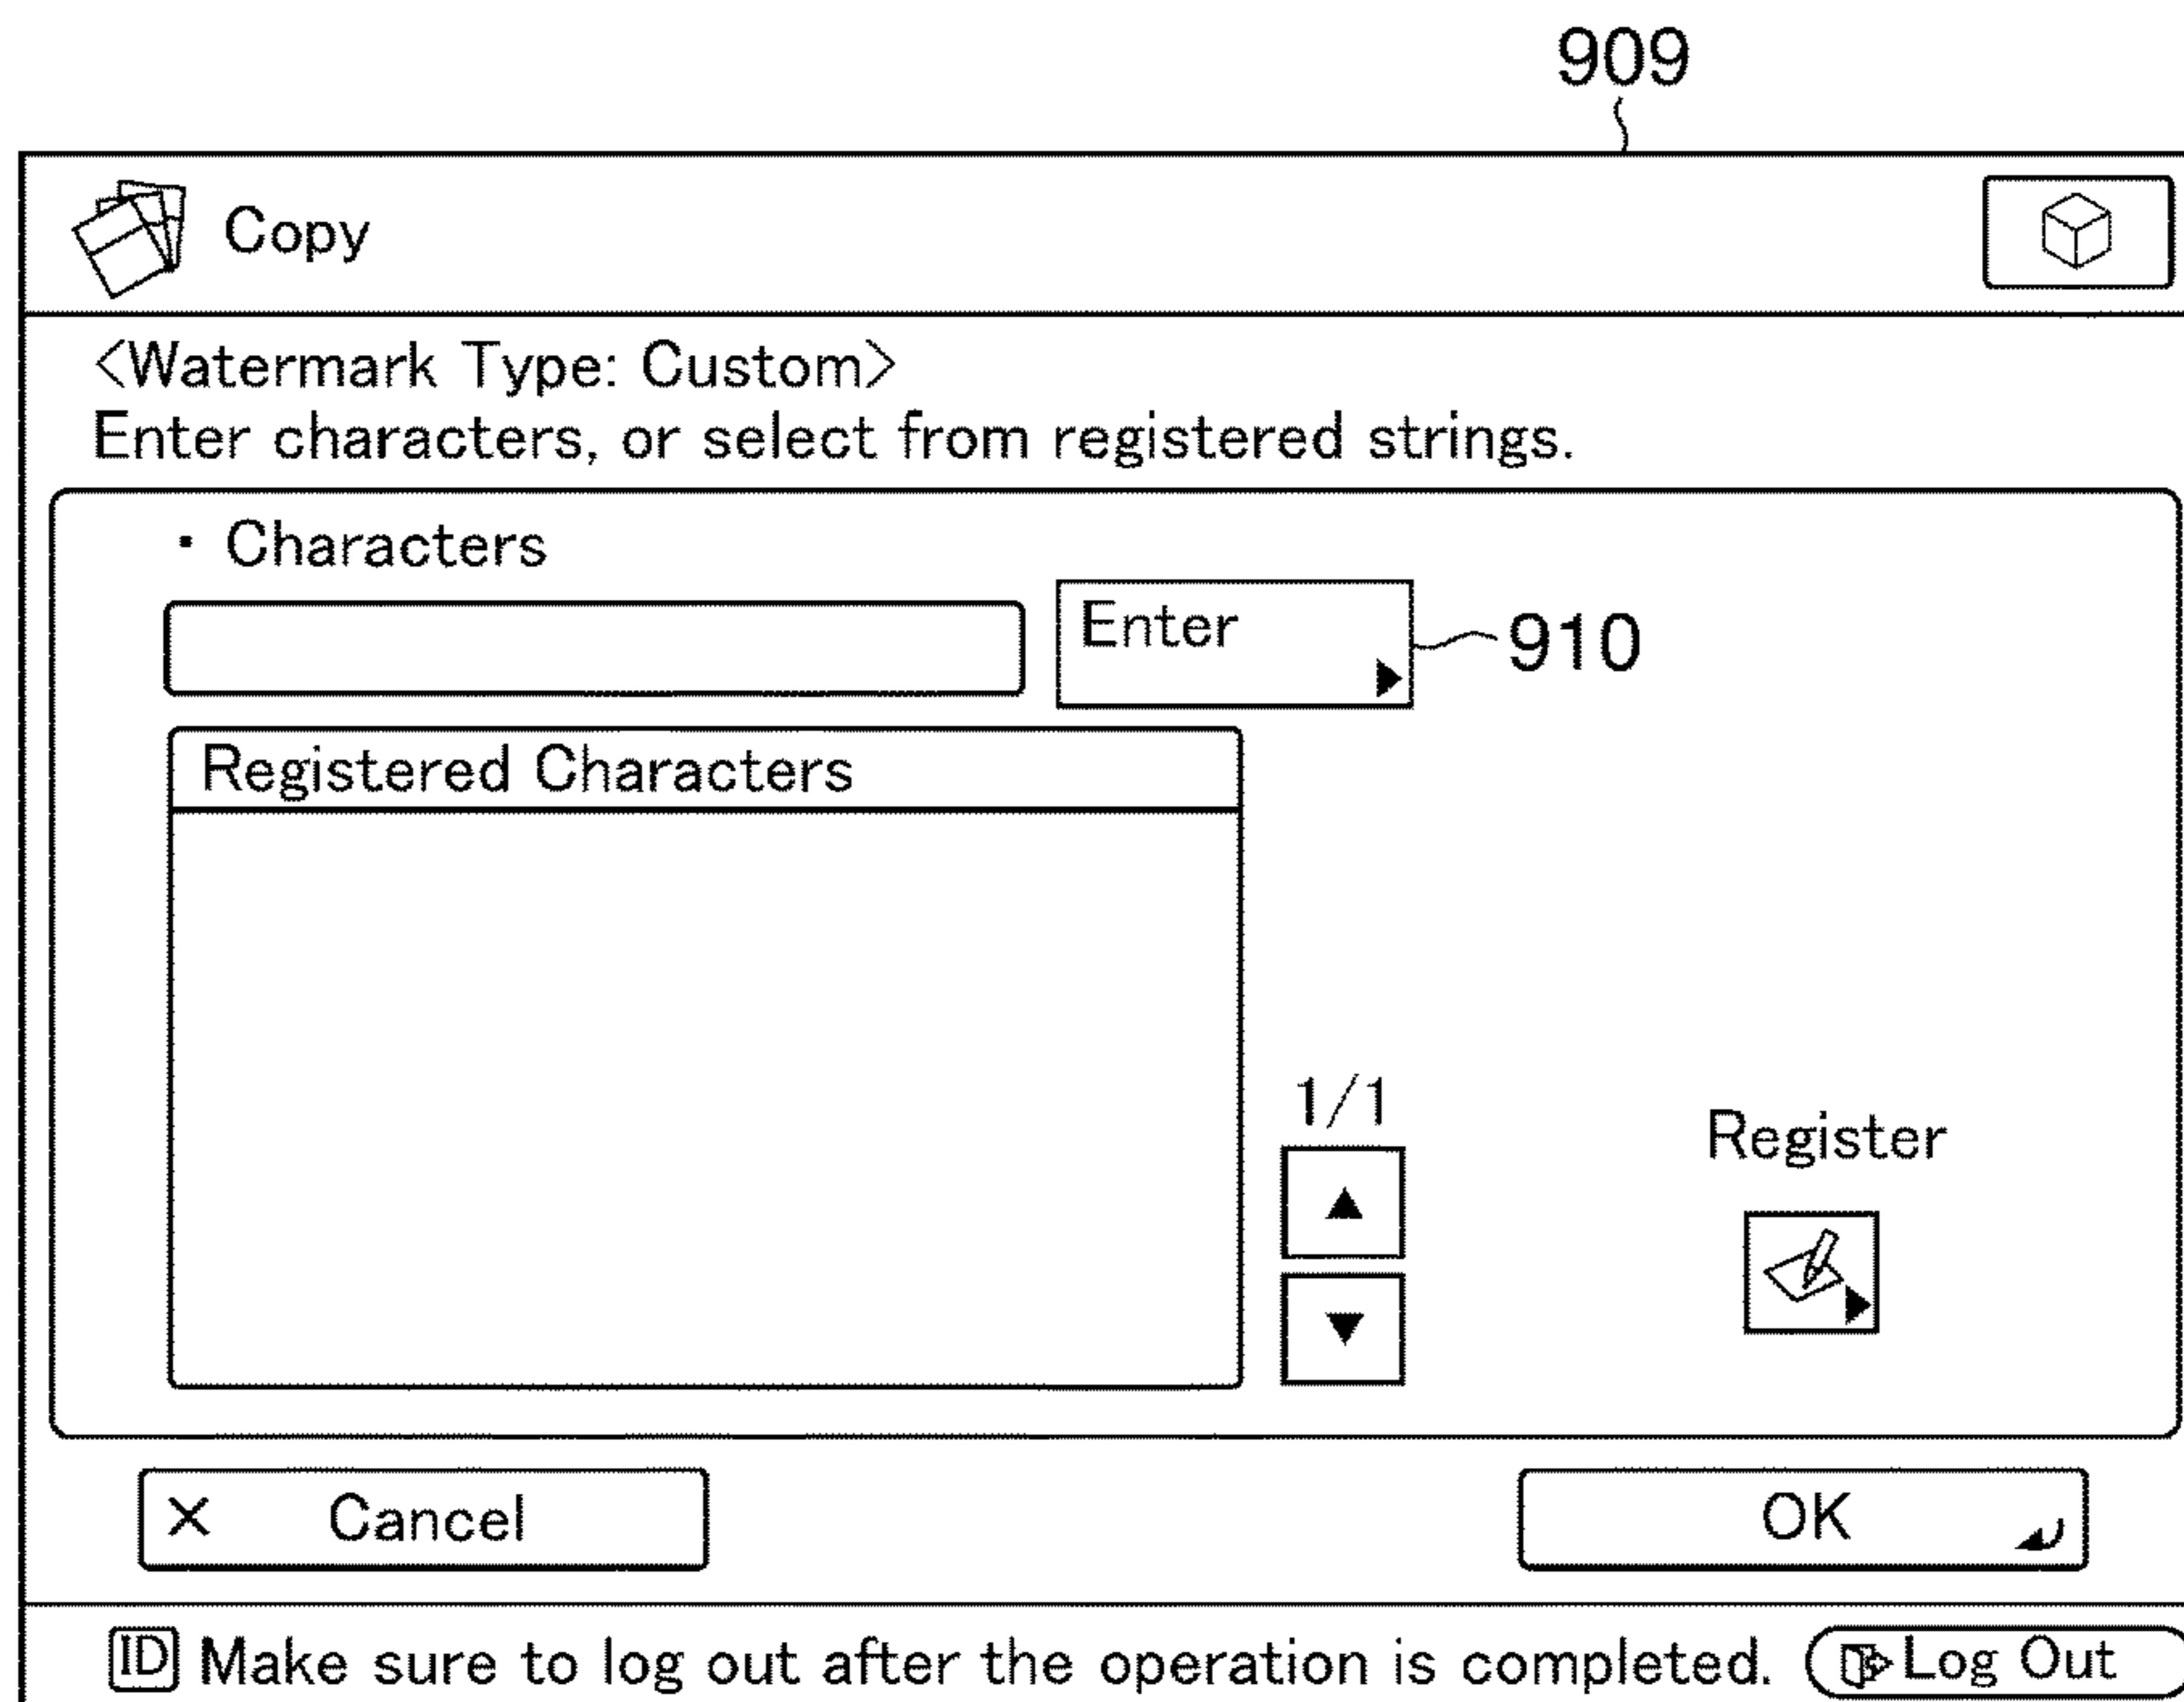 909
Copy
<Watermark Type: Custom>
Enter characters, or select from registered strings.
・Characters
Enter
910
Registered Characters
1/1
Register
× Cancel
OK
ID Make sure to log out after the operation is completed. Log Out